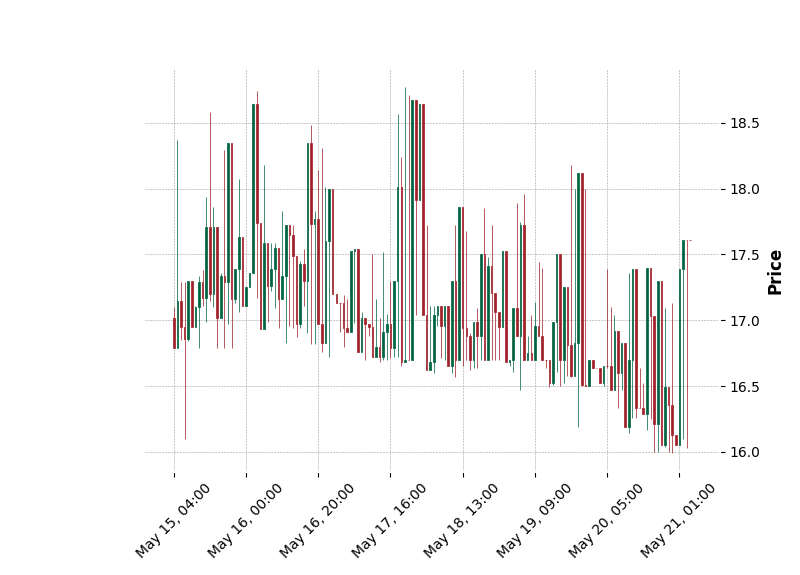 18.5
18.0
17.5
17.0
16.5
16.0
Price
May 15, 04:00
May 16, 00:00
May 16, 20:00
May 17, 16:00
May 18, 13:00
May 19, 09:00
May 20, 05:00
May 21, 01:00